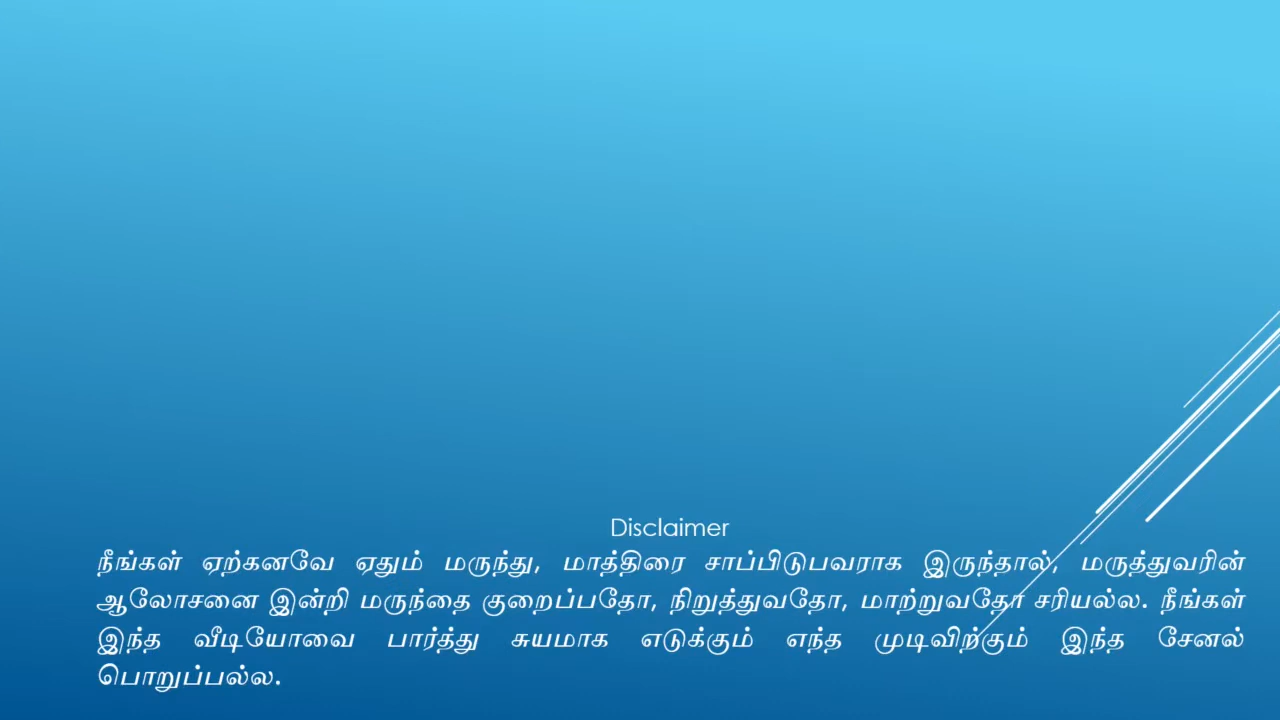 Disclaimer
நீங்கள் ஏற்கனவே ஏதும் மருந்து, மாத்திரை சாப்பிடுபவராக இருந்தால், மருத்துவரின்
ஆலோசனை இன்றி மருந்தை குறைப்பதோ, நிறுத்துவதோ, மாற்றுவதோ சரியல்ல. நீங்கள்
இந்த வீடியோவை பார்த்து சுயமாக எடுக்கும் எந்த முடிவிற்கும் இந்த சேனல்
பொறுப்பல்ல.